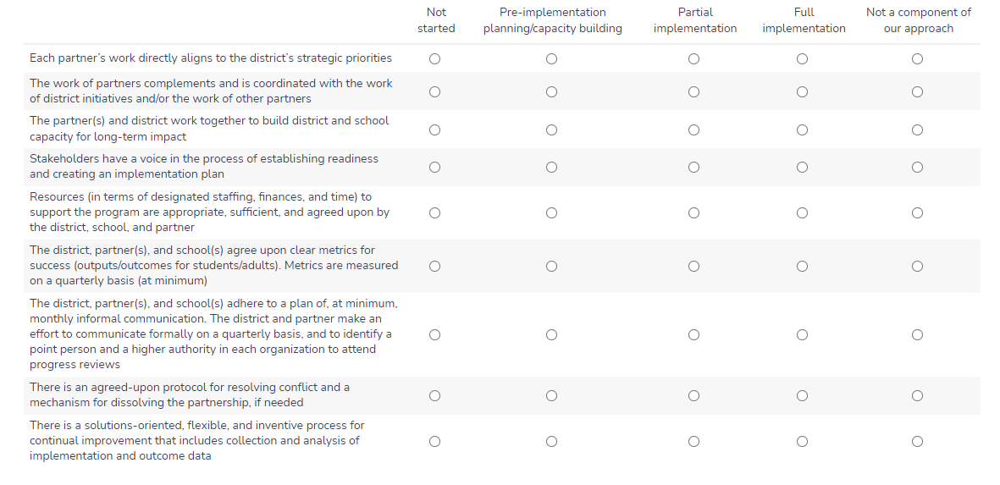 Not started
Pre-implementation planning/capacity building
Partial implementation
Full implementation
Not a component of our approach
Each partner's work directly aligns to the district's strategic priorities
The work of partners complements and is coordinated with the work
of district initiatives and/or the work of other partners
The partner(s) and district work together to build district and school
capacity for long-term impact
Stakeholders have a voice in the process of establishing readiness
and creating an implementation plan
Resources (in terms of designated staffing, finances, and time) to
support the program are appropriate, sufficient, and agreed upon by
the district, school, and partner
The district, partner(s), and school(s) agree upon clear metrics for
success (outputs/outcomes for students/adults). Metrics are measured
on a quarterly basis (at minimum)
The district, partner(s), and school(s) adhere to a plan of, at minimum,
monthly informal communication. The district and partner make an
effort to communicate formally on a quarterly basis, and to identify a
point person and a higher authority in each organization to attend
progress reviews
There is an agreed-upon protocol for resolving conflict and a
mechanism for dissolving the partnership, if needed
There is a solutions-oriented, flexible, and inventive process for
continual improvement that includes collection and analysis of
implementation and outcome data